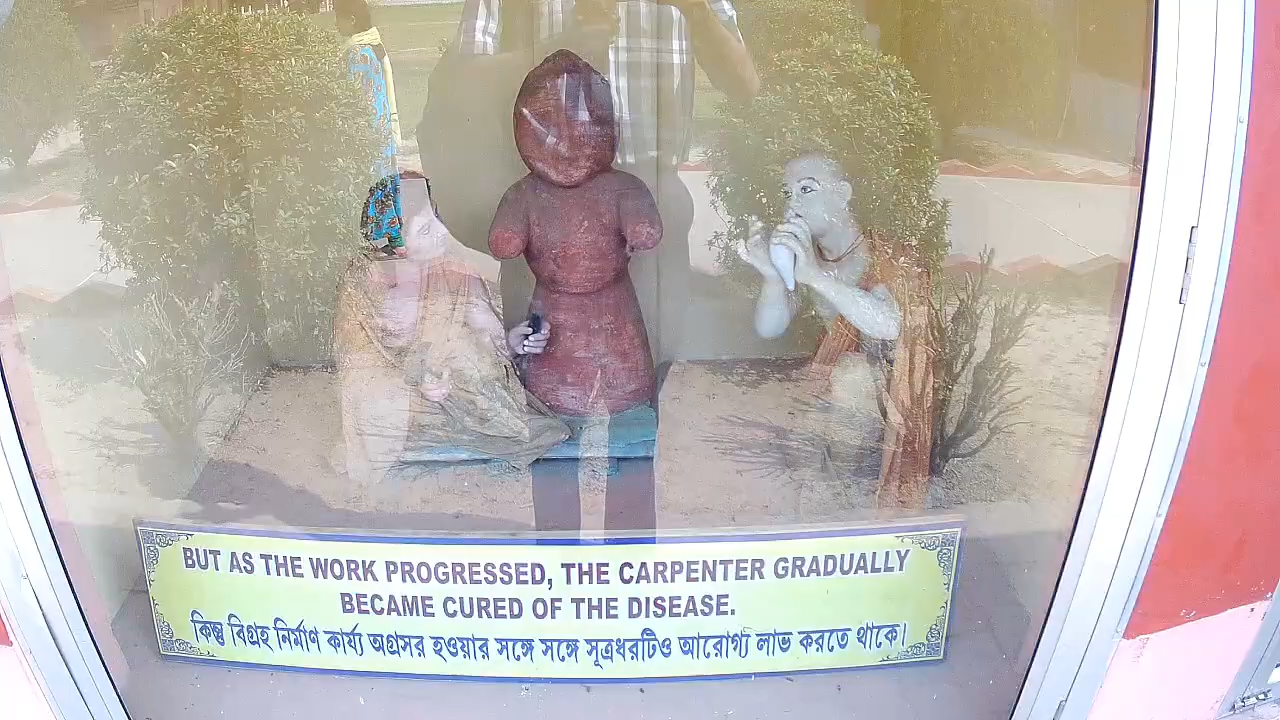 BUT AS THE WORK PROGRESSED, THE CARPENTER GRADUALLY
BECAME CURED OF THE DISEASE.
কিন্তু বিগ্রহ নির্মাণ কার্য্য অগ্রসর হওয়ার সঙ্গে সঙ্গে সূত্রধরটিও আরোগ্য লাভ করতে থাকে।